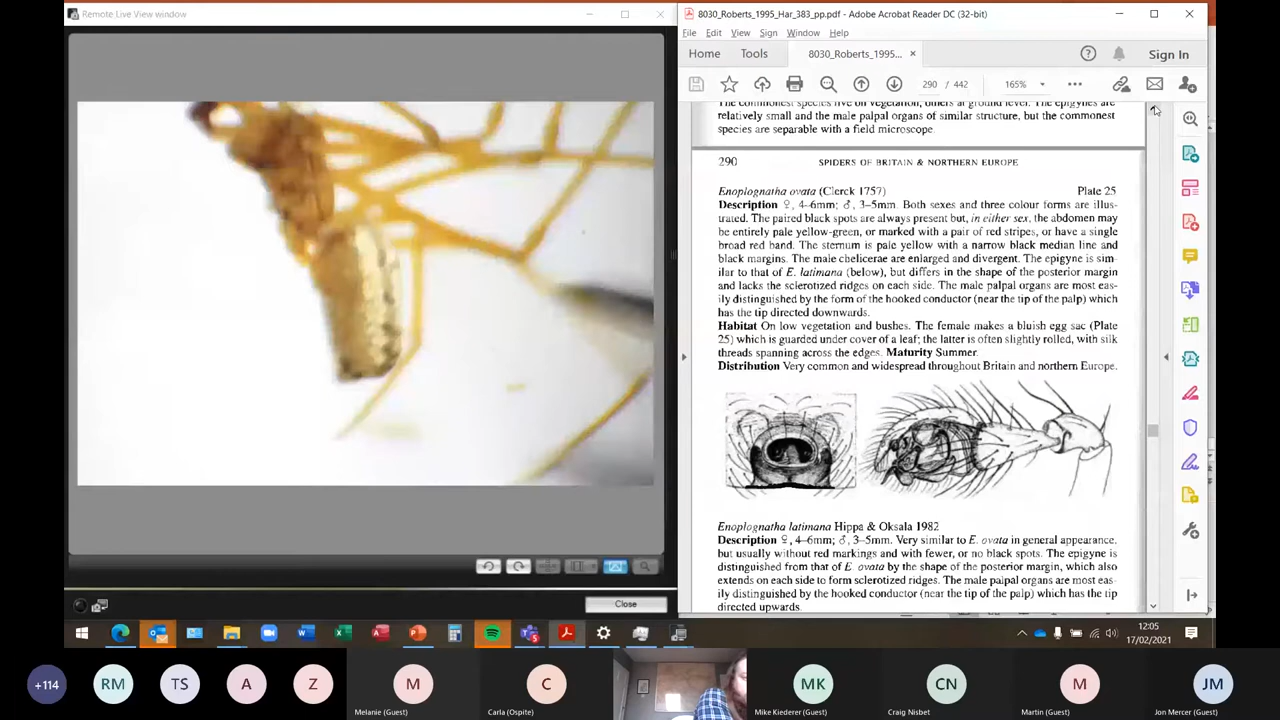 Remote Live View window
Close
8030_Roberts_1995_Har_383_pp.pdf - Adobe Acrobat Reader DC (32-bit)
File Edit View Sign Window Help
Home Tools 8030_Roberts_1995... × Sign In
290 / 442 165%
The commonest species live on vegetation, others at ground level. The epigynes are
relatively small and the male palpal organs of similar structure, but the commonest
species are separable with a field microscope.
290 SPIDERS OF BRITAIN & NORTHERN EUROPE
Enoplognatha ovata (Clerck 1757) Plate 25
Description ♀, 4–6mm; ♂, 3–5mm. Both sexes and three colour forms are illus-
trated. The paired black spots are always present but, in either sex, the abdomen may
be entirely pale yellow-green, or marked with a pair of red stripes, or have a single
broad red band. The sternum is pale yellow with a narrow black median line and
black margins. The male chelicerae are enlarged and divergent. The epigyne is sim-
ilar to that of E. latimana (below), but differs in the shape of the posterior margin
and lacks the sclerotized ridges on each side. The male palpal organs are most eas-
ily distinguished by the form of the hooked conductor (near the tip of the palp) which
has the tip directed downwards.
Habitat On low vegetation and bushes. The female makes a bluish egg sac (Plate
25) which is guarded under cover of a leaf; the latter is often slightly rolled, with silk
threads spanning across the edges. Maturity Summer.
Distribution Very common and widespread throughout Britain and northern Europe.
Enoplognatha latimana Hippa & Oksala 1982
Description ♀, 4–6mm; ♂, 3–5mm. Very similar to E. ovata in general appearance,
but usually without red markings and with fewer, or no black spots. The epigyne is
distinguished from that of E. ovata by the shape of the posterior margin, which also
extends on each side to form sclerotized ridges. The male palpal organs are most eas-
ily distinguished by the hooked conductor (near the tip of the palp) which has the tip
directed upwards.
12:05
17/02/2021
+114 RM TS A Z M C MK CN M JM
Melanie (Guest) Carla (Ospite) Mike Kiederer (Guest) Craig Nisbet Martin (Guest) Jon Mercer (Guest)